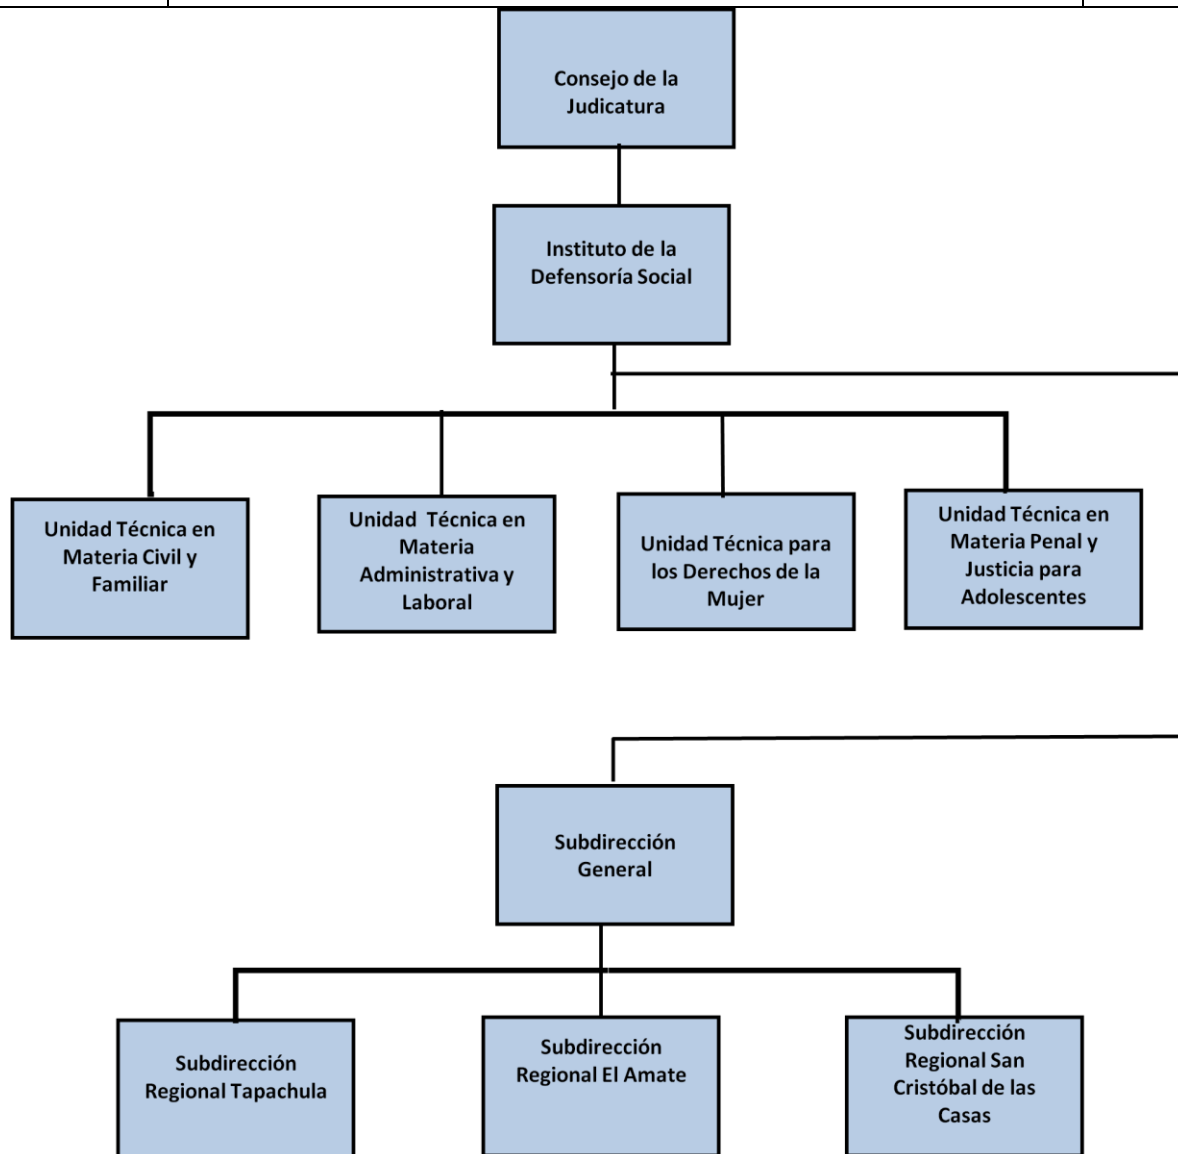 Consejo de la
Judicatura
Instituto de la
Defensoría Social
Unidad Técnica en
Materia Civil y
Familiar
Unidad Técnica en
Materia
Administrativa y
Laboral
Unidad Técnica para
los Derechos de la
Mujer
Unidad Técnica en
Materia Penal y
Justicia para
Adolescentes
Subdirección
General
Subdirección
Regional Tapachula
Subdirección
Regional El Amate
Subdirección
Regional San
Cristóbal de las
Casas